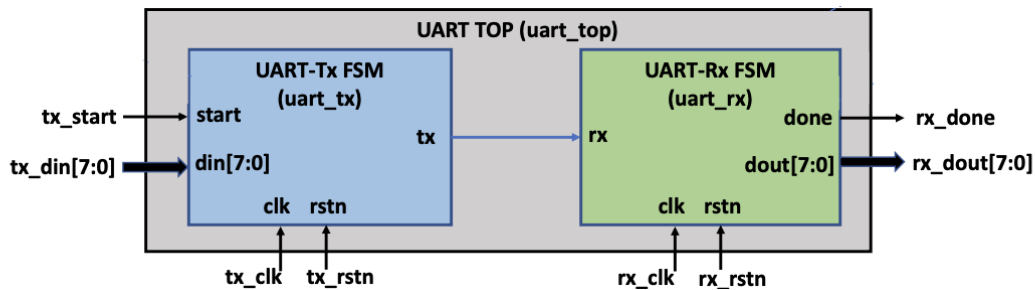 UART TOP (uart_top)
UART-Tx FSM
(uart_tx)
UART-Rx FSM
(uart_rx)
tx_start
start
done
rx_done
tx
rx
tx_din[7:0]
din[7:0]
dout[7:0]
rx_dout[7:0]
clk
rstn
clk
rstn
tx_clk
tx_rstn
rx_clk
rx_rstn